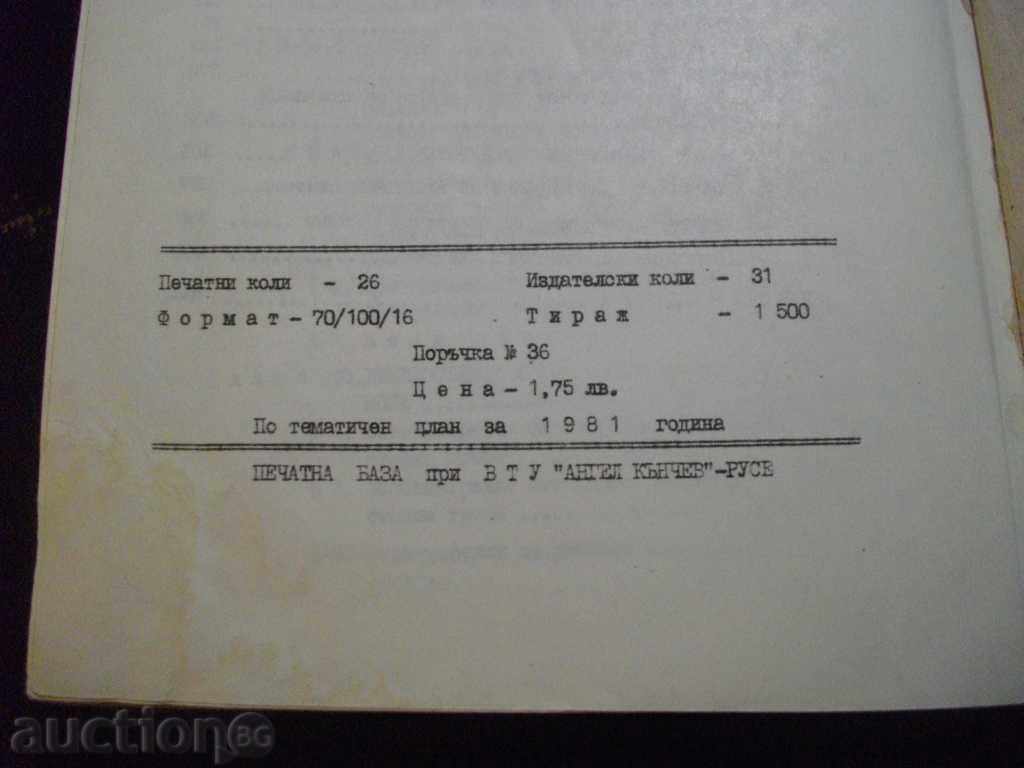 Печатни коли - 26 Издателски коли - 31
Формат - 70/100/16 Тираж - 1 500
Поръчка № 36
Цена - 1,75 лв.
По тематичен план за 1981 година
ПЕЧАТНА БАЗА при ВТУ "АНГЕЛ КЪНЧЕВ"-РУСЕ
auction BG